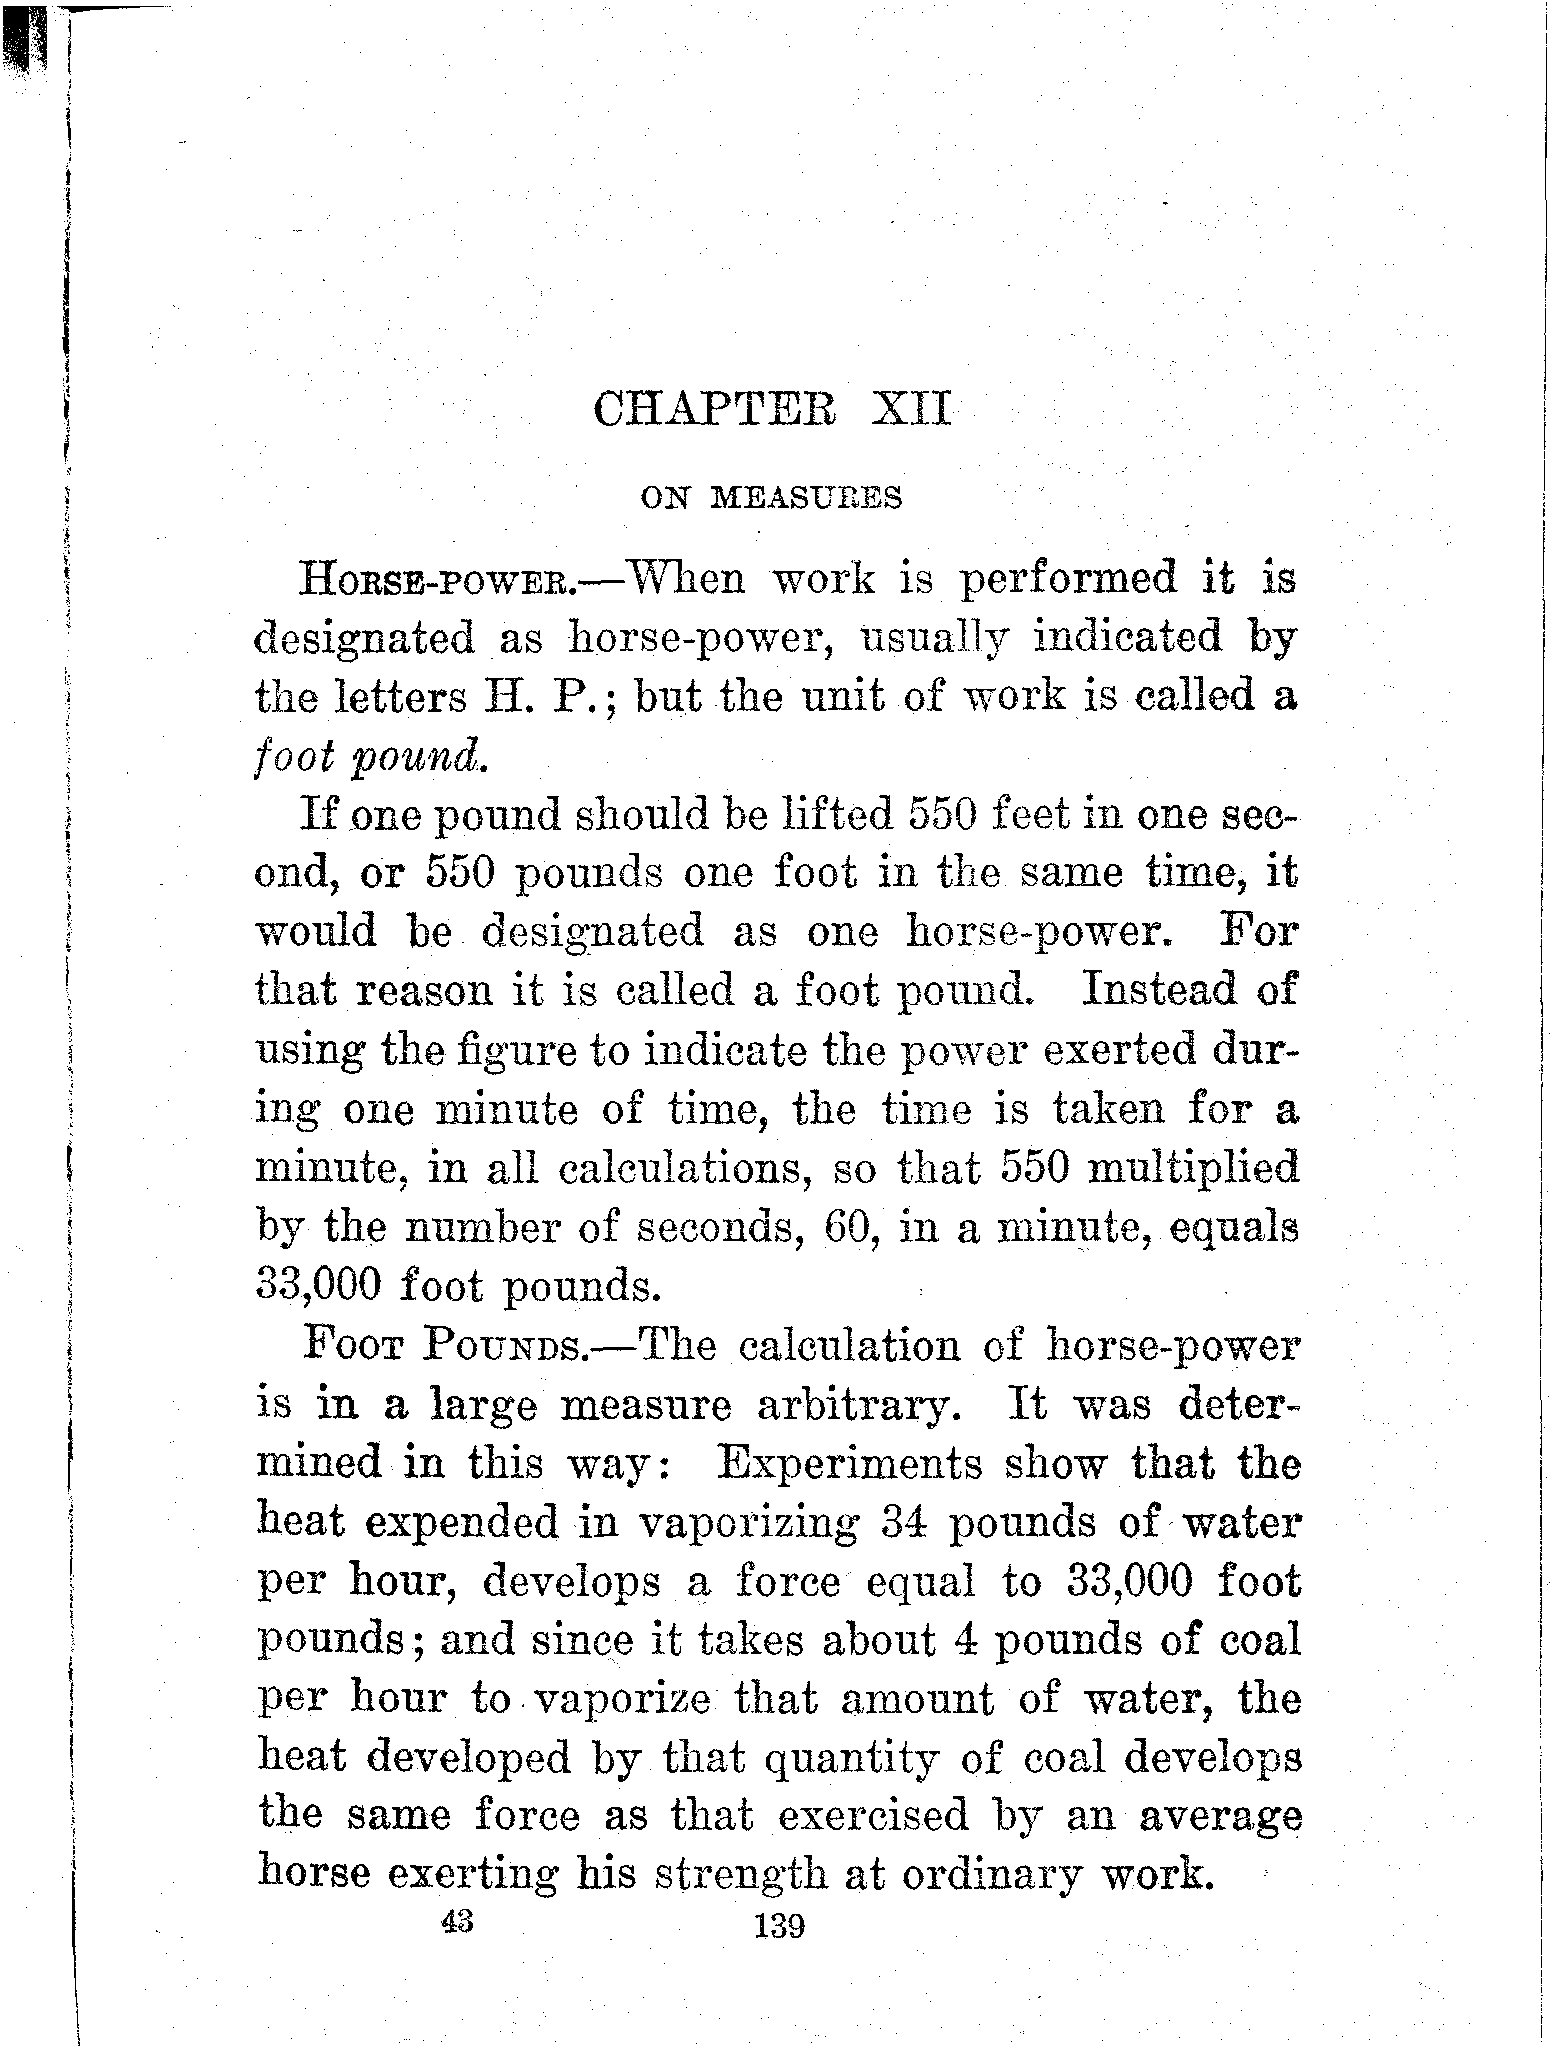 CHAPTER XII
ON MEASURES
HORSE-POWER.—When work is performed it is
designated as horse-power, usually indicated by
the letters H. P.; but the unit of work is called a
foot pound.
If one pound should be lifted 550 feet in one sec-
ond, or 550 pounds one foot in the same time, it
would be designated as one horse-power. For
that reason it is called a foot pound. Instead of
using the figure to indicate the power exerted dur-
ing one minute of time, the time is taken for a
minute, in all calculations, so that 550 multiplied
by the number of seconds, 60, in a minute, equals
33,000 foot pounds.
FOOT POUNDS.—The calculation of horse-power
is in a large measure arbitrary. It was deter-
mined in this way: Experiments show that the
heat expended in vaporizing 34 pounds of water
per hour, develops a force equal to 33,000 foot
pounds; and since it takes about 4 pounds of coal
per hour to vaporize that amount of water, the
heat developed by that quantity of coal develops
the same force as that exercised by an average
horse exerting his strength at ordinary work.
43 139